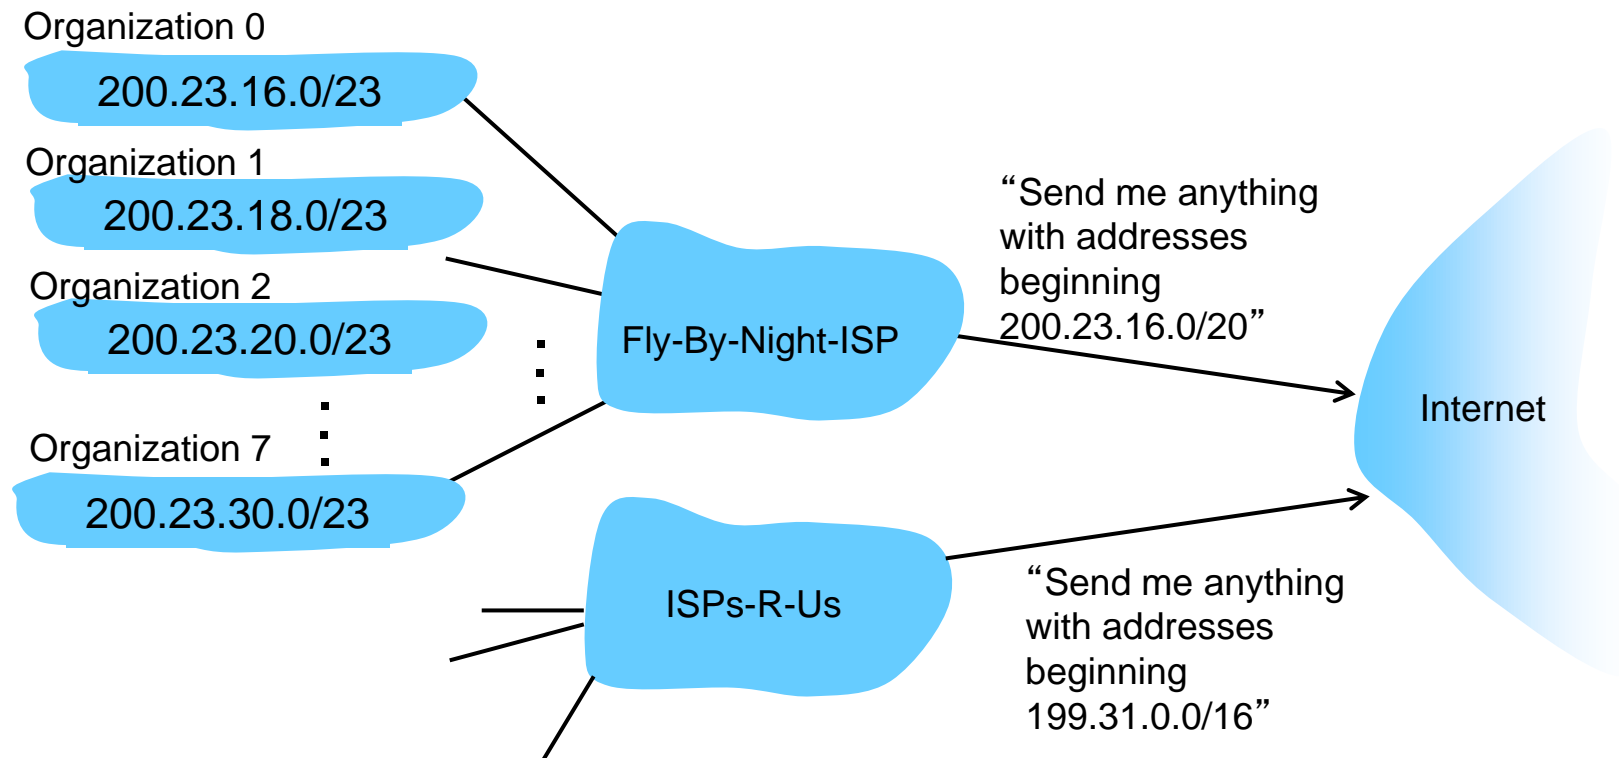 Organization 0
200.23.16.0/23
Organization 1
200.23.18.0/23
Organization 2
200.23.20.0/23
Organization 7
200.23.30.0/23
Fly-By-Night-ISP
“Send me anything
with addresses
beginning
200.23.16.0/20”
Internet
ISPs-R-Us
“Send me anything
with addresses
beginning
199.31.0.0/16”